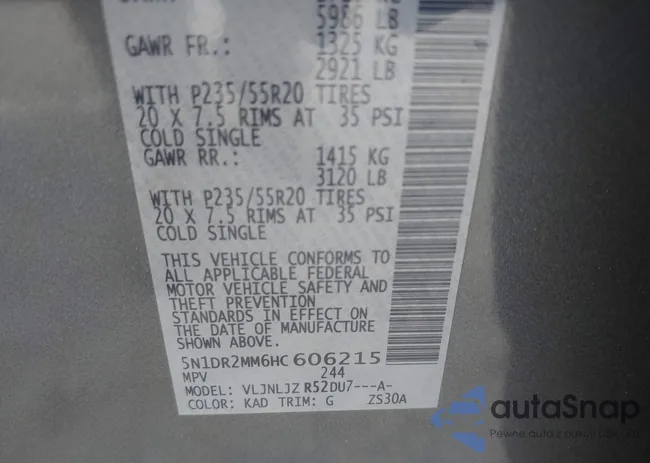 5986 LB
GAWR FR.: 1325 KG
2921 LB
WITH P235/55R20 TIRES
20 X 7.5 RIMS AT 35 PSI
COLD SINGLE
GAWR RR.: 1415 KG
3120 LB
WITH P235/55R20 TIRES
20 X 7.5 RIMS AT 35 PSI
COLD SINGLE
THIS VEHICLE CONFORMS TO
ALL APPLICABLE FEDERAL
MOTOR VEHICLE SAFETY AND
THEFT PREVENTION
STANDARDS IN EFFECT ON
THE DATE OF MANUFACTURE
SHOWN ABOVE.
5N1DR2MM6HC 606215
MPV 244
MODEL: VLJNLJZ R52DU7---A-
COLOR: KAD TRIM: G ZS30A
autaSnap
Pewne auta z